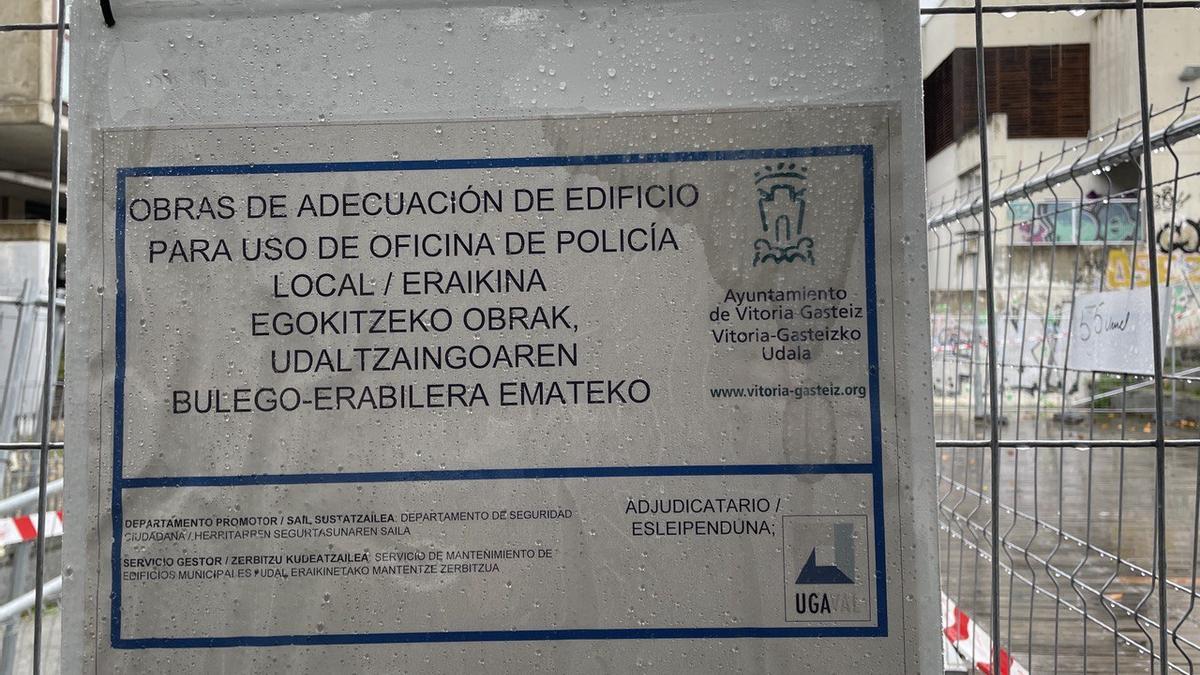 OBRAS DE ADECUACIÓN DE EDIFICIO
PARA USO DE OFICINA DE POLICÍA
LOCAL / ERAIKINA
EGOKITZEKO OBRAK,
UDALTZAINGOAREN
BULEGO-ERABILERA EMATEKO
Ayuntamiento
de Vitoria-Gasteiz
Vitoria-Gasteizko
Udala
www.vitoria-gasteiz.org
DEPARTAMENTO PROMOTOR / SAIL SUSTATZAILEA: DEPARTAMENTO DE SEGURIDAD
CIUDADANA / HERRITARREN SEGURTASUNAREN SAILA
SERVICIO GESTOR / ZERBITZU KUDEATZAILEA: SERVICIO DE MANTENIMIENTO DE
EDIFICIOS MUNICIPALES / UDAL ERAIKINETAKO MANTENTZE ZERBITZUA
ADJUDICATARIO /
ESLEIPENDUNA;
UGAVAL